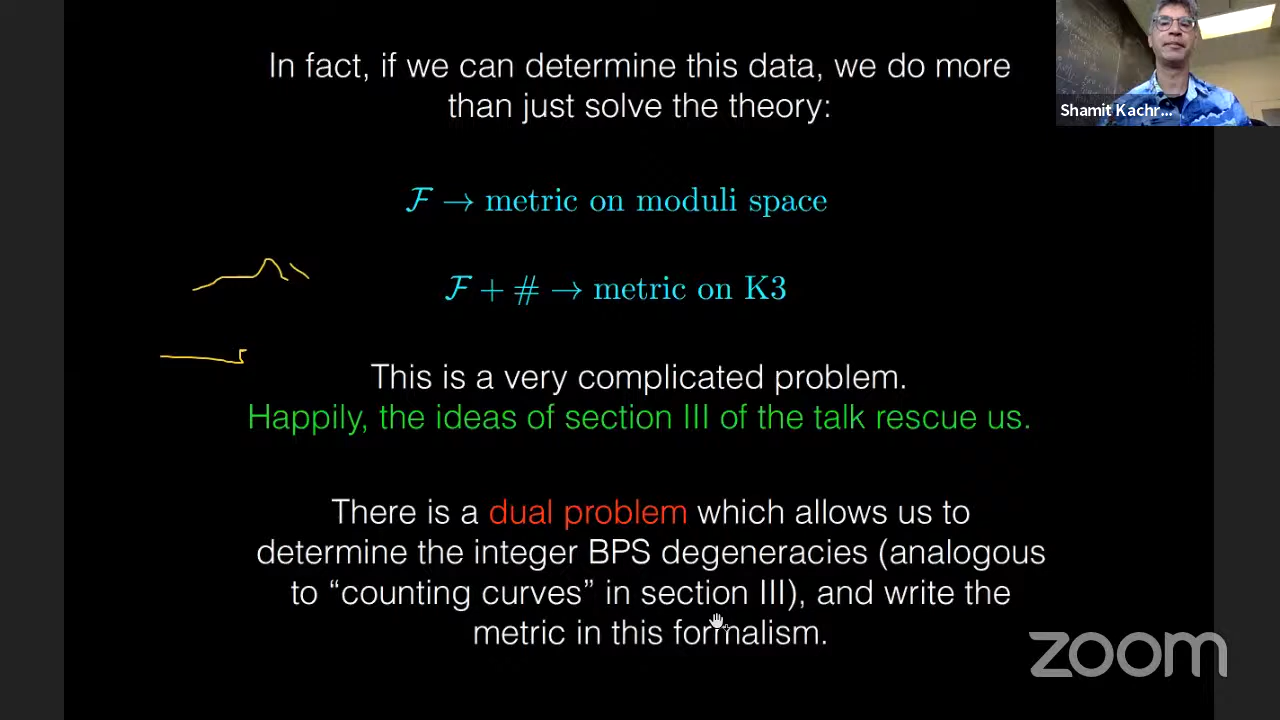 In fact, if we can determine this data, we do more
than just solve the theory:
Shamit Kachr...
ℱ → metric on moduli space
ℱ + # → metric on K3
This is a very complicated problem.
Happily, the ideas of section III of the talk rescue us.
There is a dual problem which allows us to
determine the integer BPS degeneracies (analogous
to “counting curves” in section III), and write the
metric in this formalism.
zoom